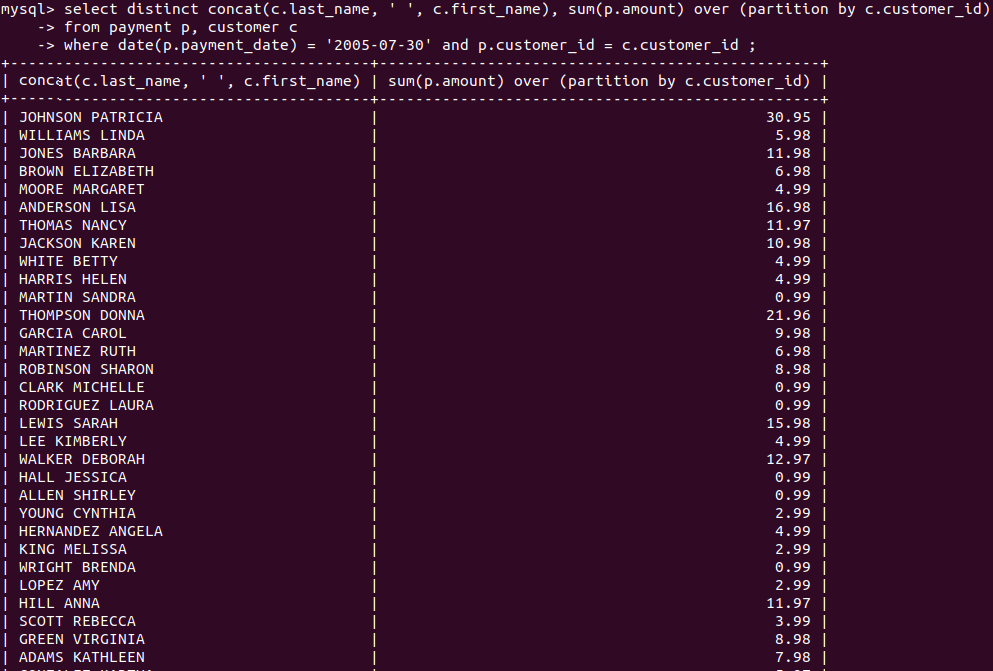 mysql> select distinct concat(c.last_name, ' ', c.first_name), sum(p.amount) over (partition by c.customer_id)
    -> from payment p, customer c
    -> where date(p.payment_date) = '2005-07-30' and p.customer_id = c.customer_id ;
+----------------------------------------+-------------------------------------------------+
| concat(c.last_name, ' ', c.first_name) | sum(p.amount) over (partition by c.customer_id) |
+----------------------------------------+-------------------------------------------------+
| JOHNSON PATRICIA                       |                                           30.95 |
| WILLIAMS LINDA                         |                                            5.98 |
| JONES BARBARA                          |                                           11.98 |
| BROWN ELIZABETH                        |                                            6.98 |
| MOORE MARGARET                         |                                            4.99 |
| ANDERSON LISA                          |                                           16.98 |
| THOMAS NANCY                           |                                           11.97 |
| JACKSON KAREN                          |                                           10.98 |
| WHITE BETTY                            |                                            4.99 |
| HARRIS HELEN                           |                                            4.99 |
| MARTIN SANDRA                          |                                            0.99 |
| THOMPSON DONNA                         |                                           21.96 |
| GARCIA CAROL                           |                                            9.98 |
| MARTINEZ RUTH                          |                                            6.98 |
| ROBINSON SHARON                        |                                            8.98 |
| CLARK MICHELLE                         |                                            0.99 |
| RODRIGUEZ LAURA                        |                                            0.99 |
| LEWIS SARAH                            |                                           15.98 |
| LEE KIMBERLY                           |                                            4.99 |
| WALKER DEBORAH                         |                                           12.97 |
| HALL JESSICA                           |                                            0.99 |
| ALLEN SHIRLEY                          |                                            0.99 |
| YOUNG CYNTHIA                          |                                            2.99 |
| HERNANDEZ ANGELA                       |                                            4.99 |
| KING MELISSA                           |                                            2.99 |
| WRIGHT BRENDA                          |                                            0.99 |
| LOPEZ AMY                              |                                            2.99 |
| HILL ANNA                              |                                           11.97 |
| SCOTT REBECCA                          |                                            3.99 |
| GREEN VIRGINIA                         |                                            8.98 |
| ADAMS KATHLEEN                         |                                            7.98 |